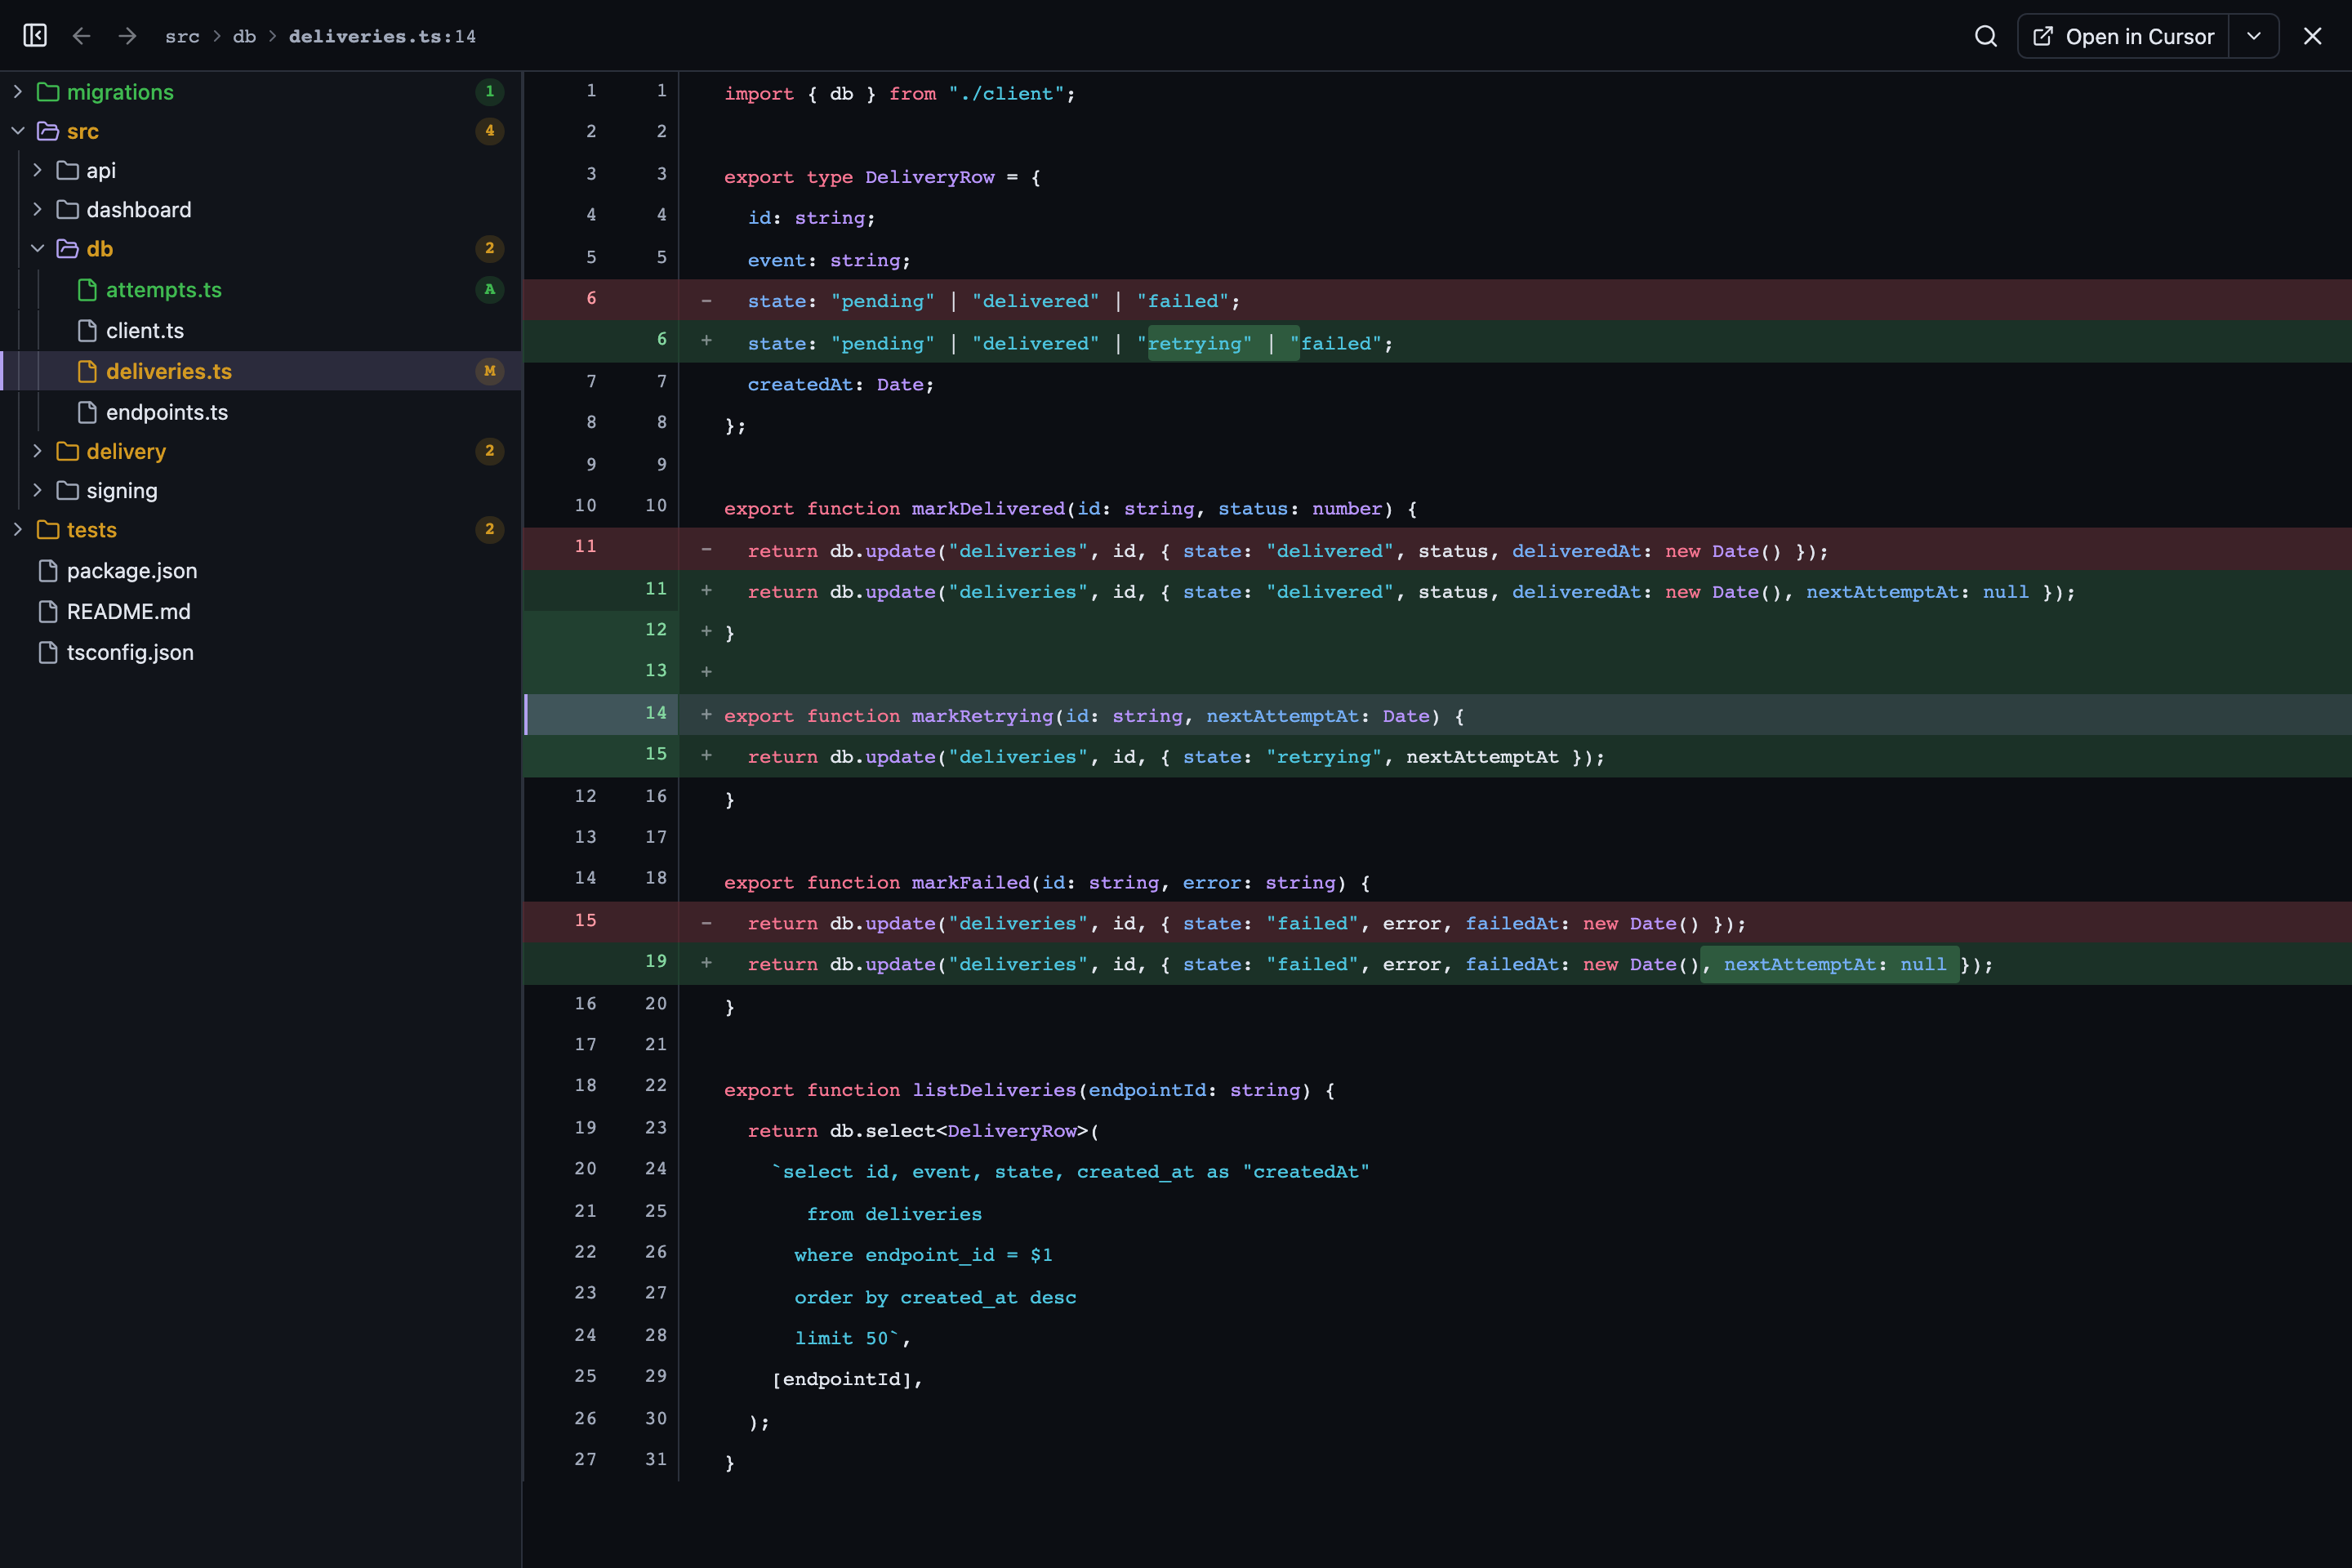 src > db > deliveries.ts:14
Open in Cursor
migrations 1
src 4
api
dashboard
db 2
attempts.ts A
client.ts
deliveries.ts M
endpoints.ts
delivery 2
signing
tests 2
package.json
README.md
tsconfig.json
1 1 import { db } from "./client";
2 2
3 3 export type DeliveryRow = {
4 4 id: string;
5 5 event: string;
6 - state: "pending" | "delivered" | "failed";
6 + state: "pending" | "delivered" | "retrying" | "failed";
7 7 createdAt: Date;
8 8 };
9 9
10 10 export function markDelivered(id: string, status: number) {
11 - return db.update("deliveries", id, { state: "delivered", status, deliveredAt: new Date() });
11 + return db.update("deliveries", id, { state: "delivered", status, deliveredAt: new Date(), nextAttemptAt: null });
12 + }
13 +
14 + export function markRetrying(id: string, nextAttemptAt: Date) {
15 + return db.update("deliveries", id, { state: "retrying", nextAttemptAt });
12 16 }
13 17
14 18 export function markFailed(id: string, error: string) {
15 - return db.update("deliveries", id, { state: "failed", error, failedAt: new Date() });
19 + return db.update("deliveries", id, { state: "failed", error, failedAt: new Date(), nextAttemptAt: null });
16 20 }
17 21
18 22 export function listDeliveries(endpointId: string) {
19 23 return db.select<DeliveryRow>(
20 24 `select id, event, state, created_at as "createdAt"
21 25 from deliveries
22 26 where endpoint_id = $1
23 27 order by created_at desc
24 28 limit 50`,
25 29 [endpointId],
26 30 );
27 31 }